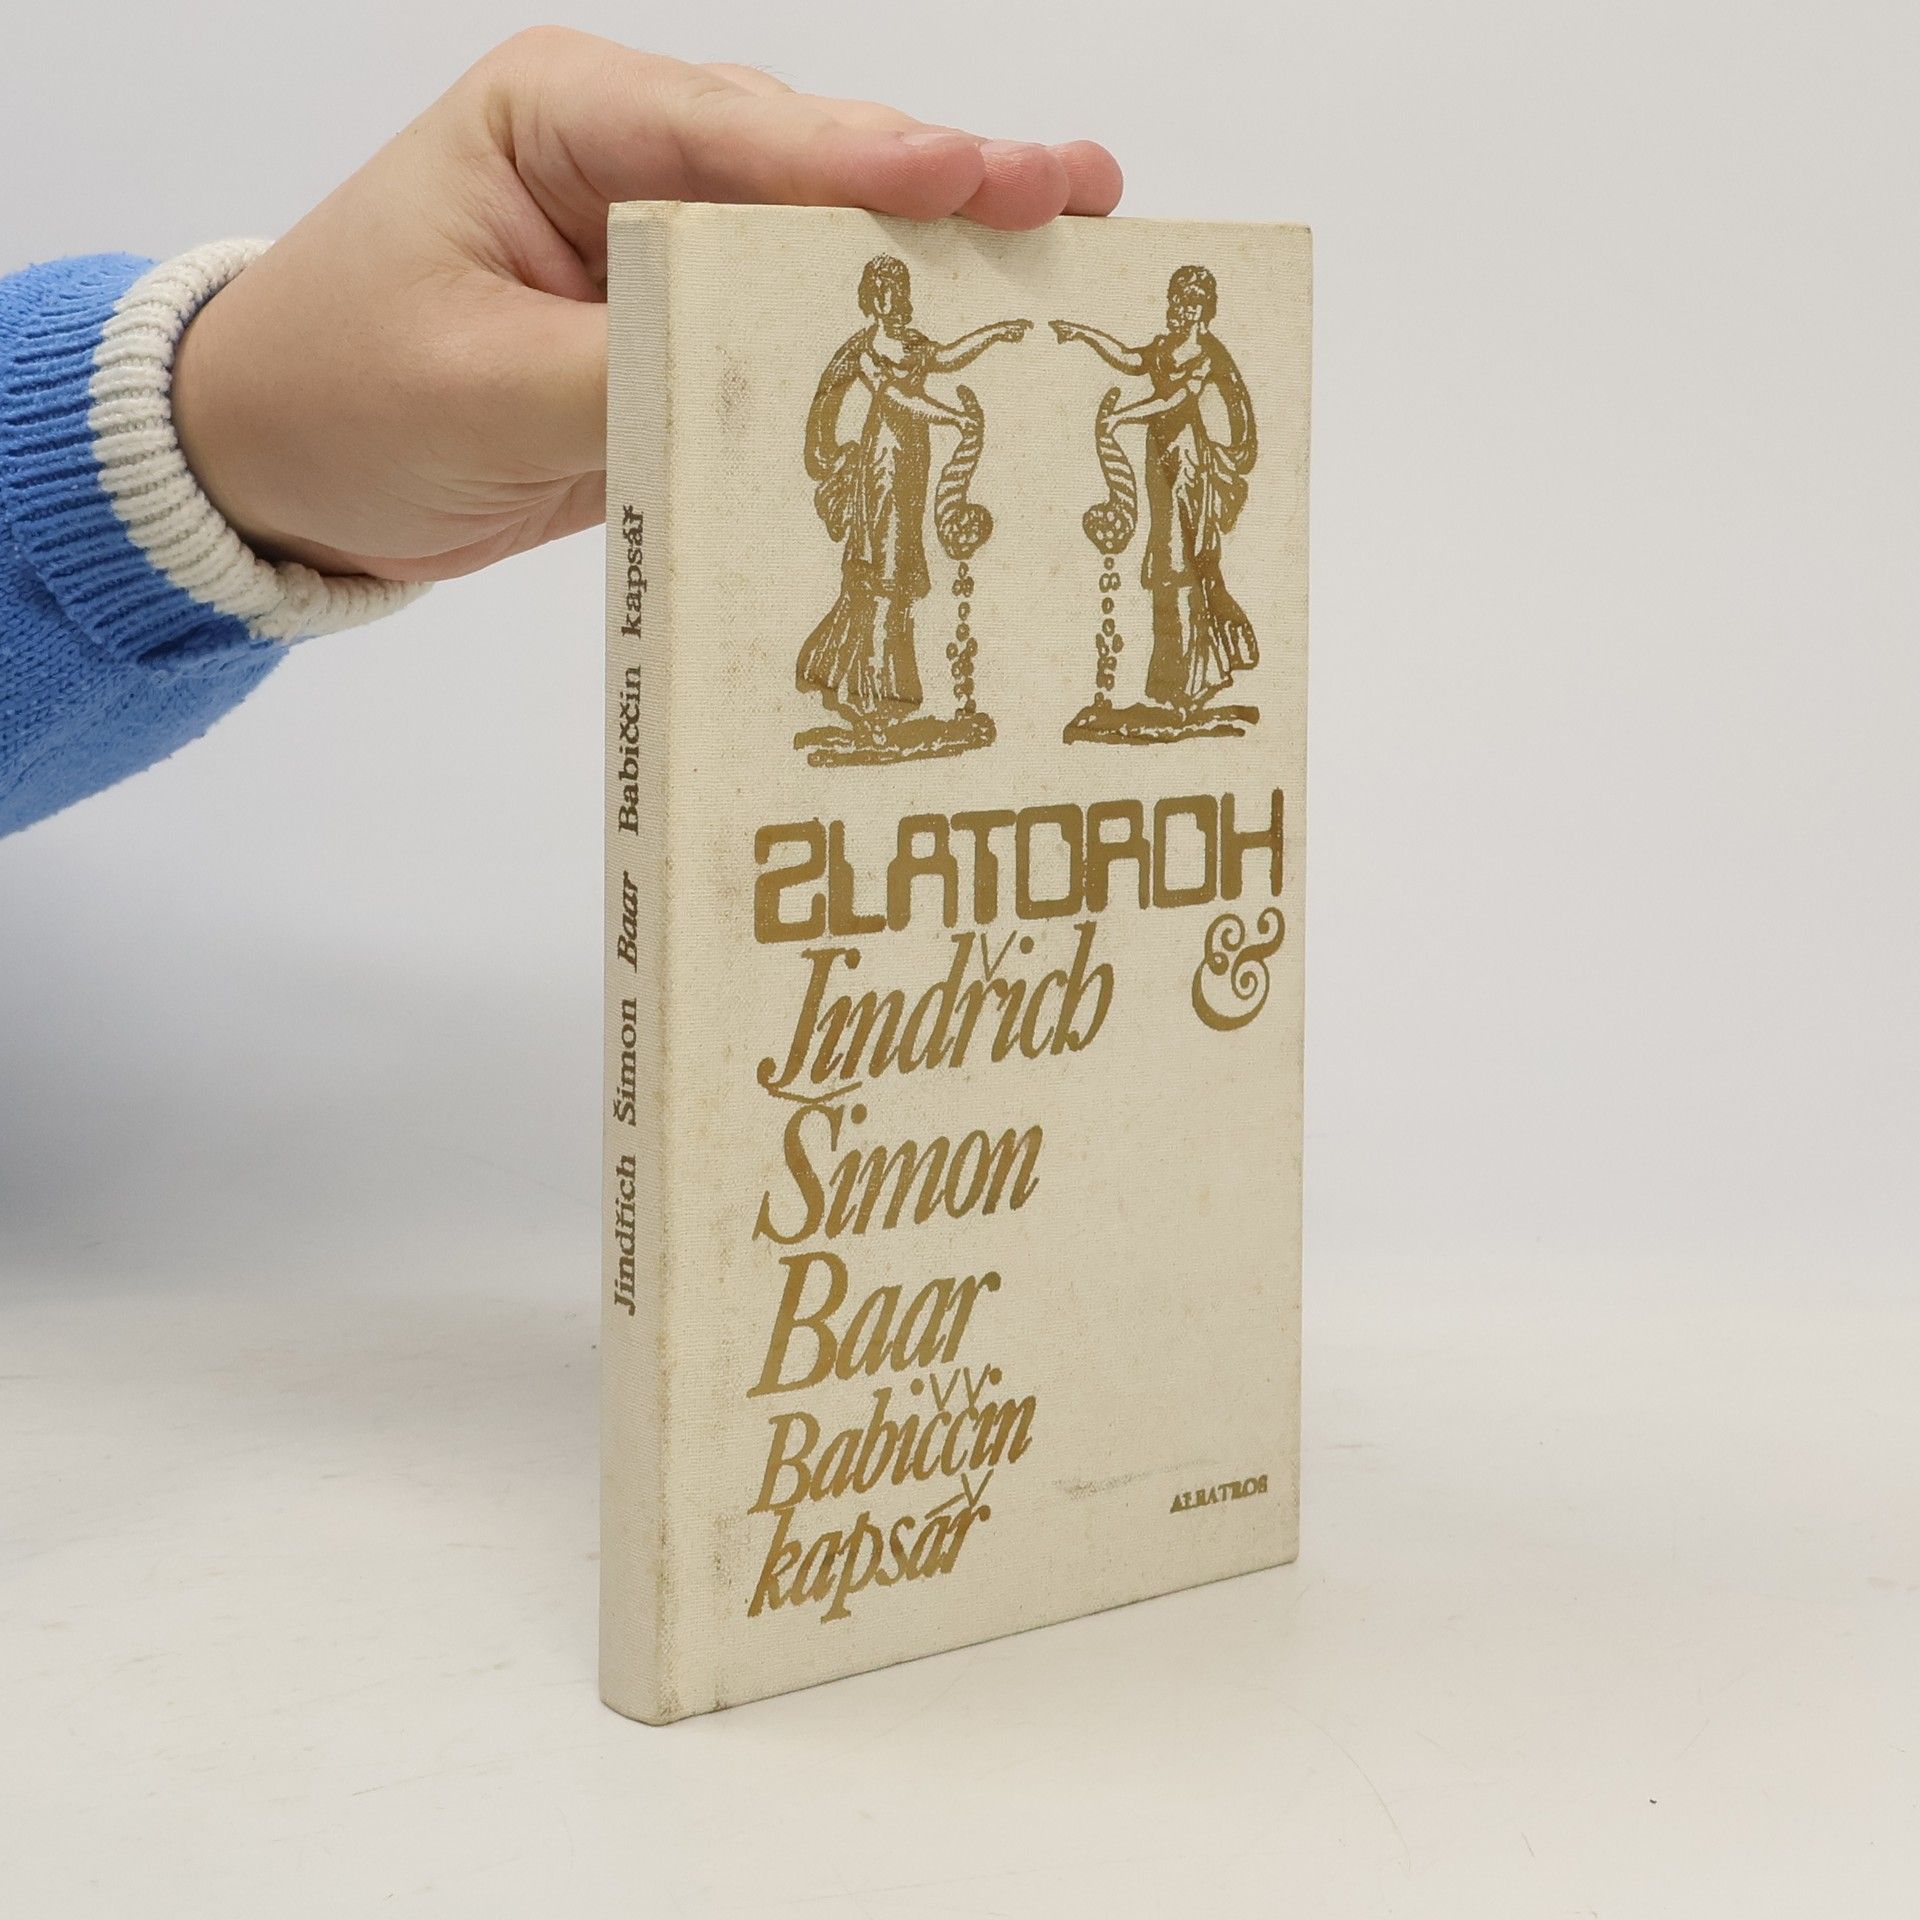 Jindřich Šimon Baar Babiččin kapsář
ZLATOROH
Jindřich &
Šimon
Baar
Babiččin
kapsář
ALBATROS